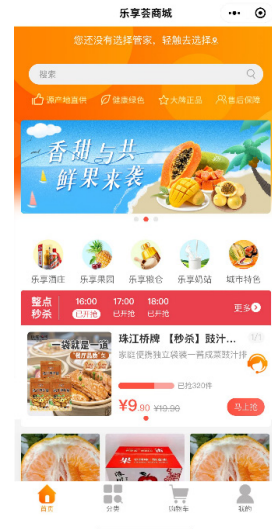 乐享荟商城
您还没有选择管家，轻触去选择
搜索
源产地直供 健康绿色 大牌正品 售后保障
香甜与共
鲜果来袭
乐享酒庄 乐享果园 乐享粮仓 乐享奶站 城市特色
整点 16:00 17:00 18:00 更多
秒杀 已开抢 已开抢 已开抢
一袋就是一道
珠江桥牌 【秒杀】豉汁... 1/1
家庭便携独立袋装一酱成菜豉汁排
已抢320件
¥9.90 ¥19.90 马上抢
首页 分类 购物车 我的